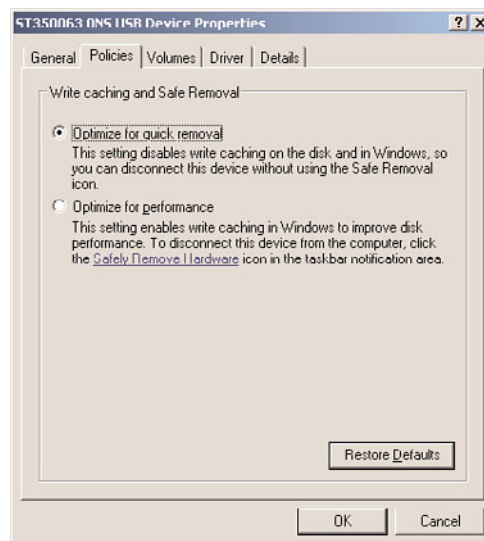 ST350063 0NS USB Device Properties
General Policies Volumes Driver Details
Write caching and Safe Removal
Optimize for quick removal
This setting disables write caching on the disk and in Windows, so
you can disconnect this device without using the Safe Removal
icon.
Optimize for performance
This setting enables write caching in Windows to improve disk
performance. To disconnect this device from the computer, click
the Safely Remove Hardware icon in the taskbar notification area.
Restore Defaults
OK Cancel